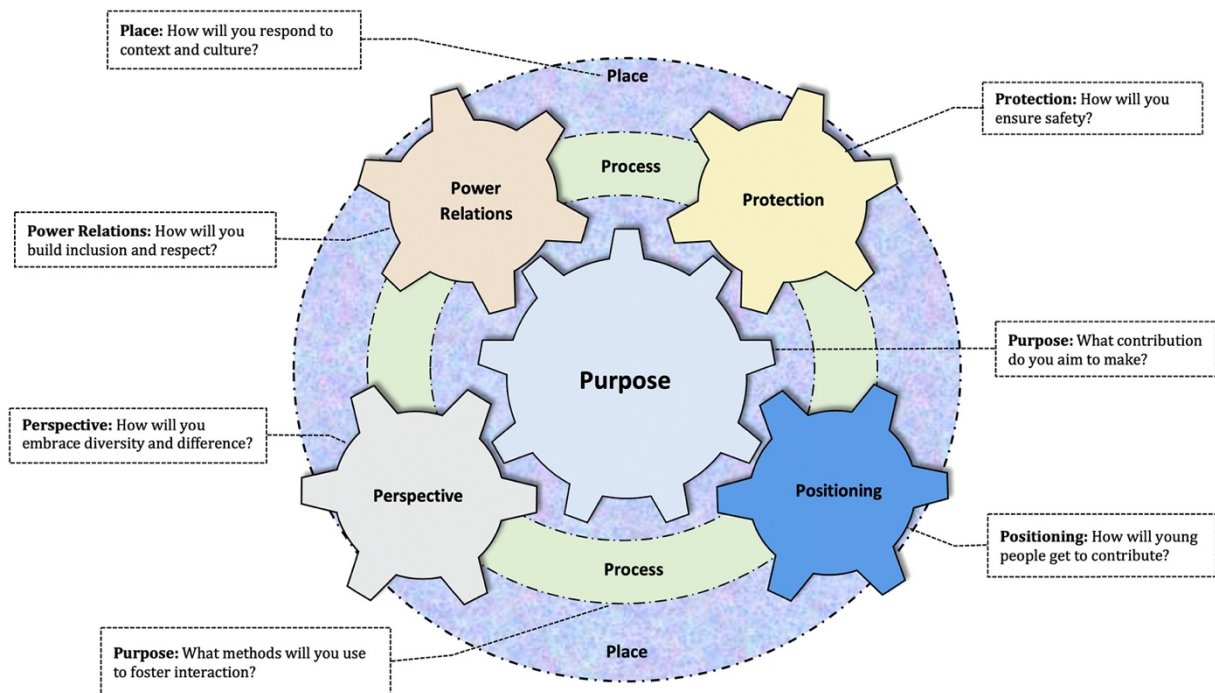 Place: How will you respond to
context and culture?
Place
Protection: How will you
ensure safety?
Process
Power
Relations
Protection
Power Relations: How will you
build inclusion and respect?
Purpose: What contribution
do you aim to make?
Purpose
Perspective: How will you
embrace diversity and difference?
Perspective
Positioning
Positioning: How will young
people get to contribute?
Process
Purpose: What methods will you use
to foster interaction?
Place